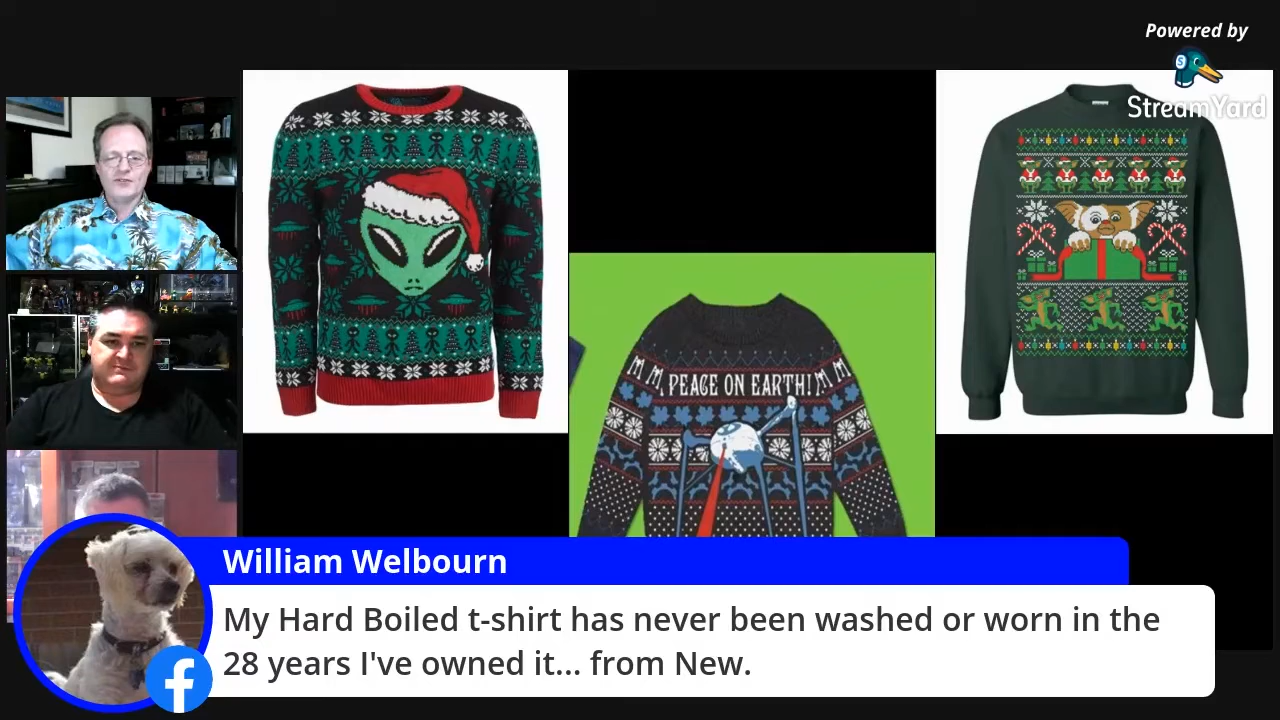 Powered by
StreamYard
M M PEACE ON EARTH! M M
William Welbourn
My Hard Boiled t-shirt has never been washed or worn in the
28 years I've owned it... from New.